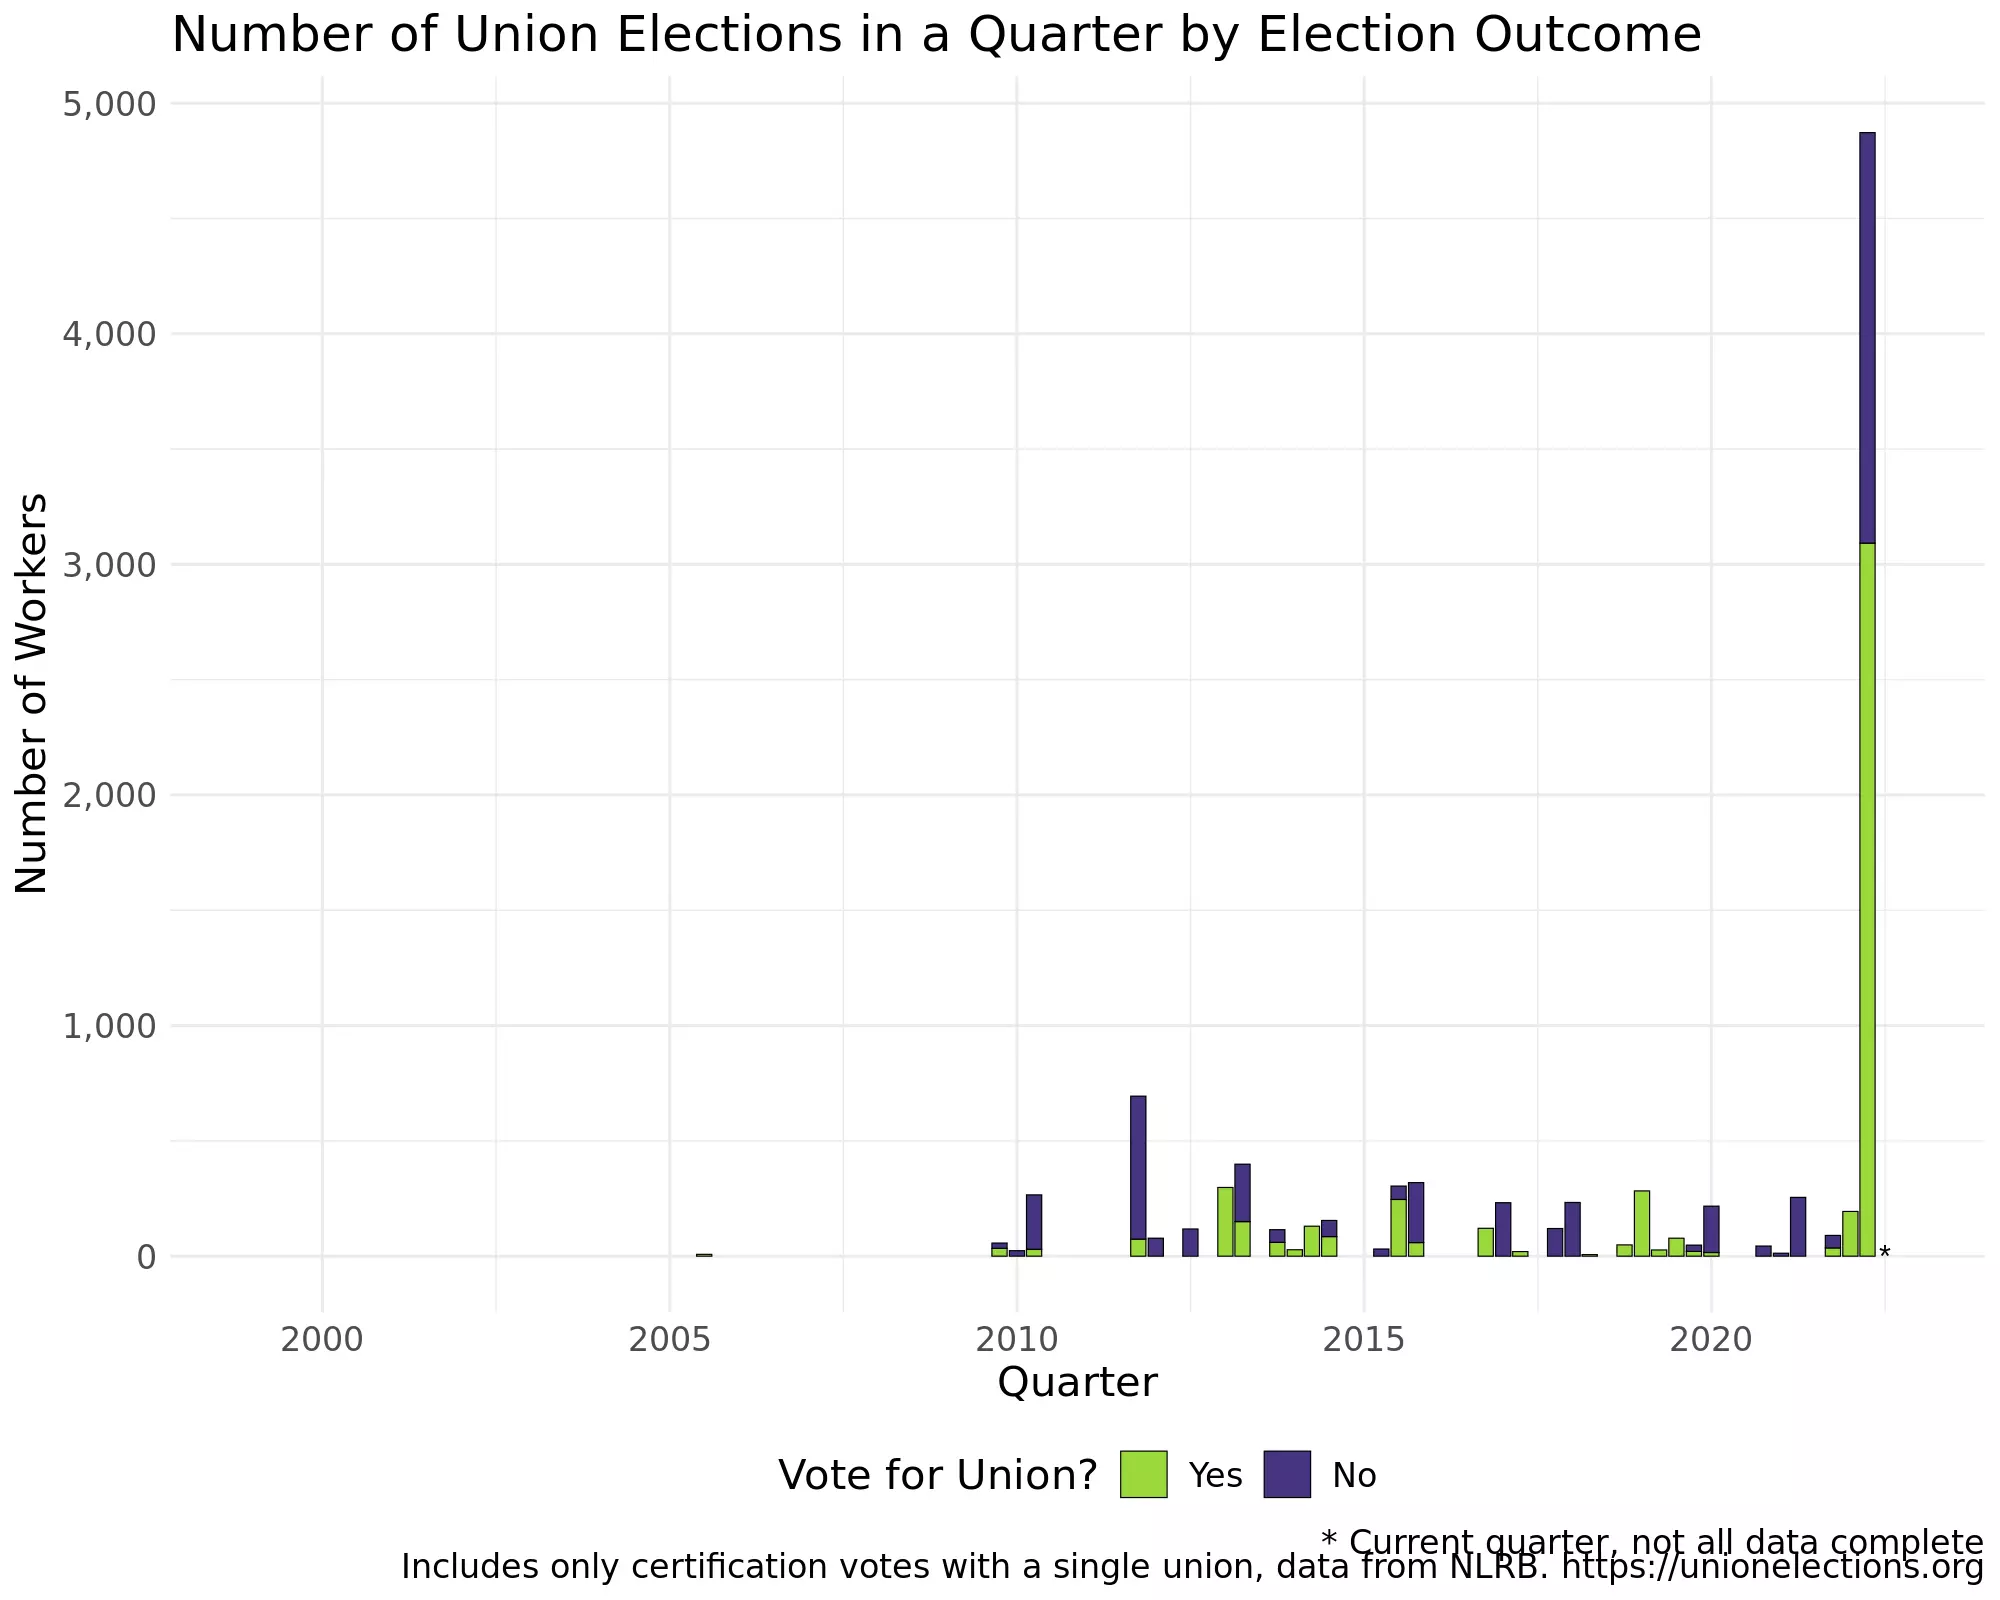 Number of Union Elections in a Quarter by Election Outcome
5,000
4,000
3,000
2,000
1,000
0
Number of Workers
*
2000 2005 2010 2015 2020
Quarter
Vote for Union? Yes No
* Current quarter, not all data complete
Includes only certification votes with a single union, data from NLRB. https://unionelections.org